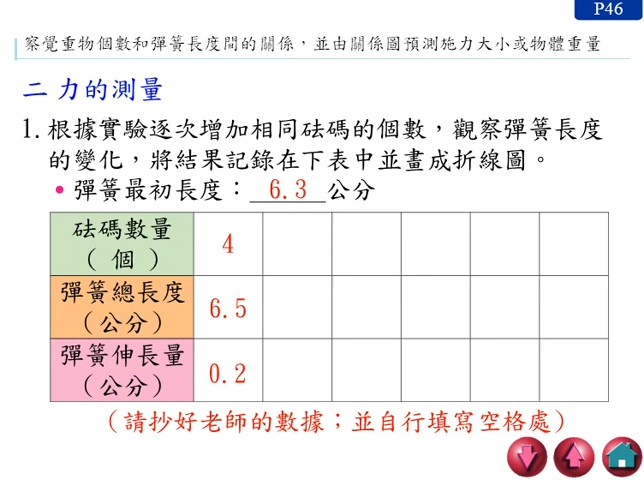 P46
察覺重物個數和彈簧長度間的關係，並由關係圖預測施力大小或物體重量
二 力的測量
1. 根據實驗逐次增加相同砝碼的個數，觀察彈簧長度
的變化，將結果記錄在下表中並畫成折線圖。
• 彈簧最初長度：6.3公分
砝碼數量
（ 個 ）
4
彈簧總長度
（公分）
6.5
彈簧伸長量
（公分）
0.2
（請抄好老師的數據；並自行填寫空格處）